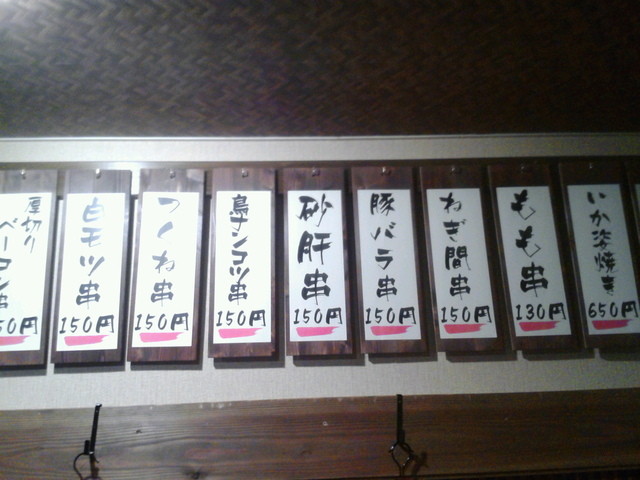 いか姿焼き
650円
もも串
130円
ねぎ間串
150円
豚バラ串
150円
砂肝串
150円
鳥ナンコツ串
150円
つくね串
150円
白モツ串
150円
厚切り
ベーコン串
50円